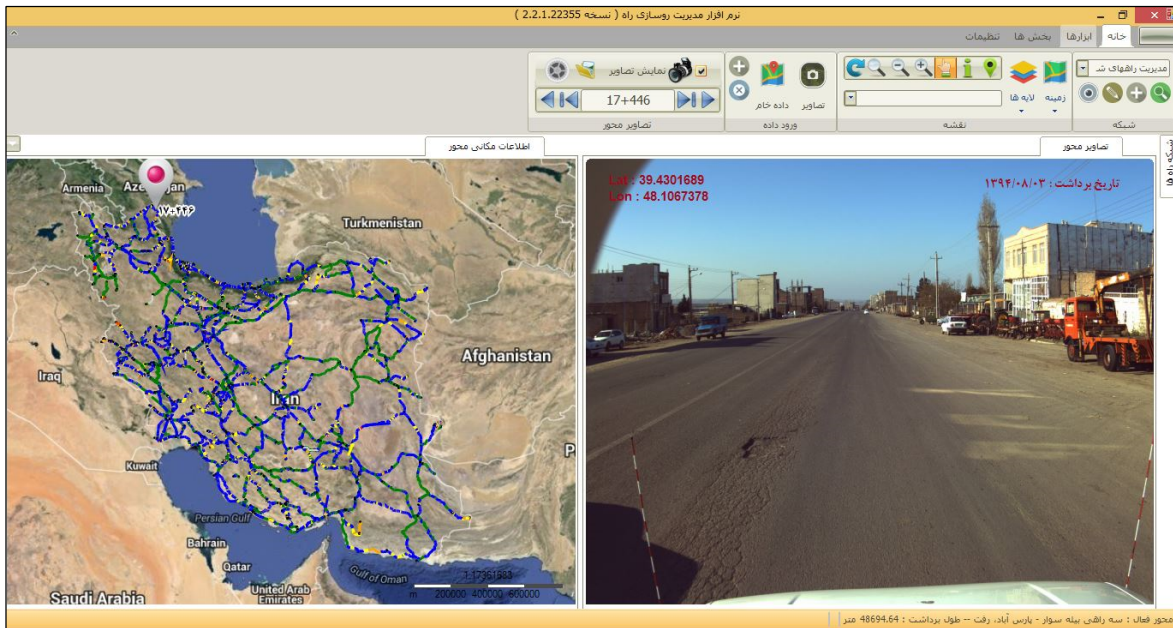 نرم افزار مدیریت روسازی راه ( نسخه 2.2.1.22355 )
خانه ابزارها بخش ها تنظیمات
مدیریت راههای شـ
زمینه لایه ها
تصاویر داده خام
نمایش تصاویر
17+446
شبکه نقشه ورود داده تصاویر محور
شبکه راه ها
تصاویر محور
اطلاعات مکانی محور
Lat : 39.4301689
Lon : 48.1067378
تاریخ برداشت : ۱۳۹۴/۰۸/۰۳
Armenia
۱۷+۴۴۶
Turkmenistan
Afghanistan
Iraq
Iran
Kuwait
Persian Gulf
Bahrain
Qatar
Gulf of Oman
United Arab
Emirates
Saudi Arabia
m 200000 400000 600000
محور فعال : سه راهی بیله سوار - پارس آباد، رفت -- طول برداشت : 48694.64 متر